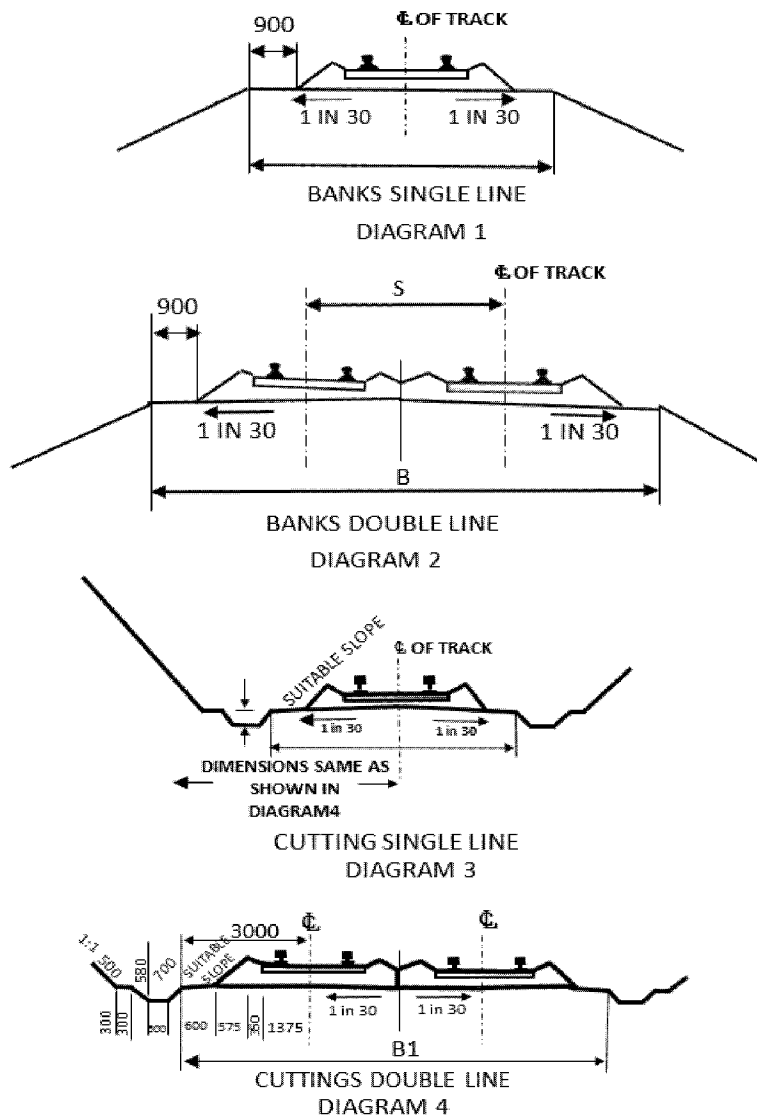 ℄ OF TRACK
900
1 IN 30 1 IN 30
BANKS SINGLE LINE
DIAGRAM 1
℄ OF TRACK
S
900
1 IN 30 1 IN 30
B
BANKS DOUBLE LINE
DIAGRAM 2
SUITABLE SLOPE
℄ OF TRACK
1 in 30 1 in 30
DIMENSIONS SAME AS
SHOWN IN
DIAGRAM4
CUTTING SINGLE LINE
DIAGRAM 3
3000 ℄ ℄
1:1 500 580 700 SUITABLE
SLOPE
1 in 30 1 in 30
300 300 600 575 350 1375
B1
CUTTINGS DOUBLE LINE
DIAGRAM 4